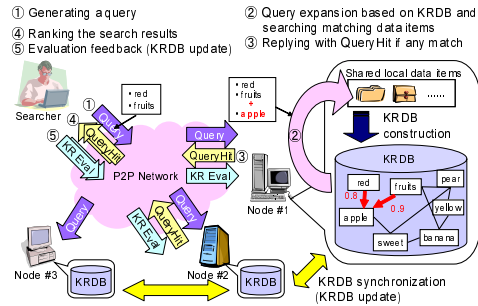 ① Generating a query
④ Ranking the search results
⑤ Evaluation feedback (KRDB update)
② Query expansion based on KRDB and
searching matching data items
③ Replying with QueryHit if any match
Searcher
• red
• fruits
• red
• fruits
+
• apple
Shared local data items
......
KRDB
construction
①
Query
④
QueryHit
⑤
KR Eval
P2P Network
Query
QueryHit
③
KR Eval
②
Node #1
KRDB
red
fruits
pear
0.8
0.9
yellow
apple
sweet
banana
Query
KR Eval
QueryHit
Query
Node #3
KRDB
Node #2
KRDB
KRDB synchronization
(KRDB update)